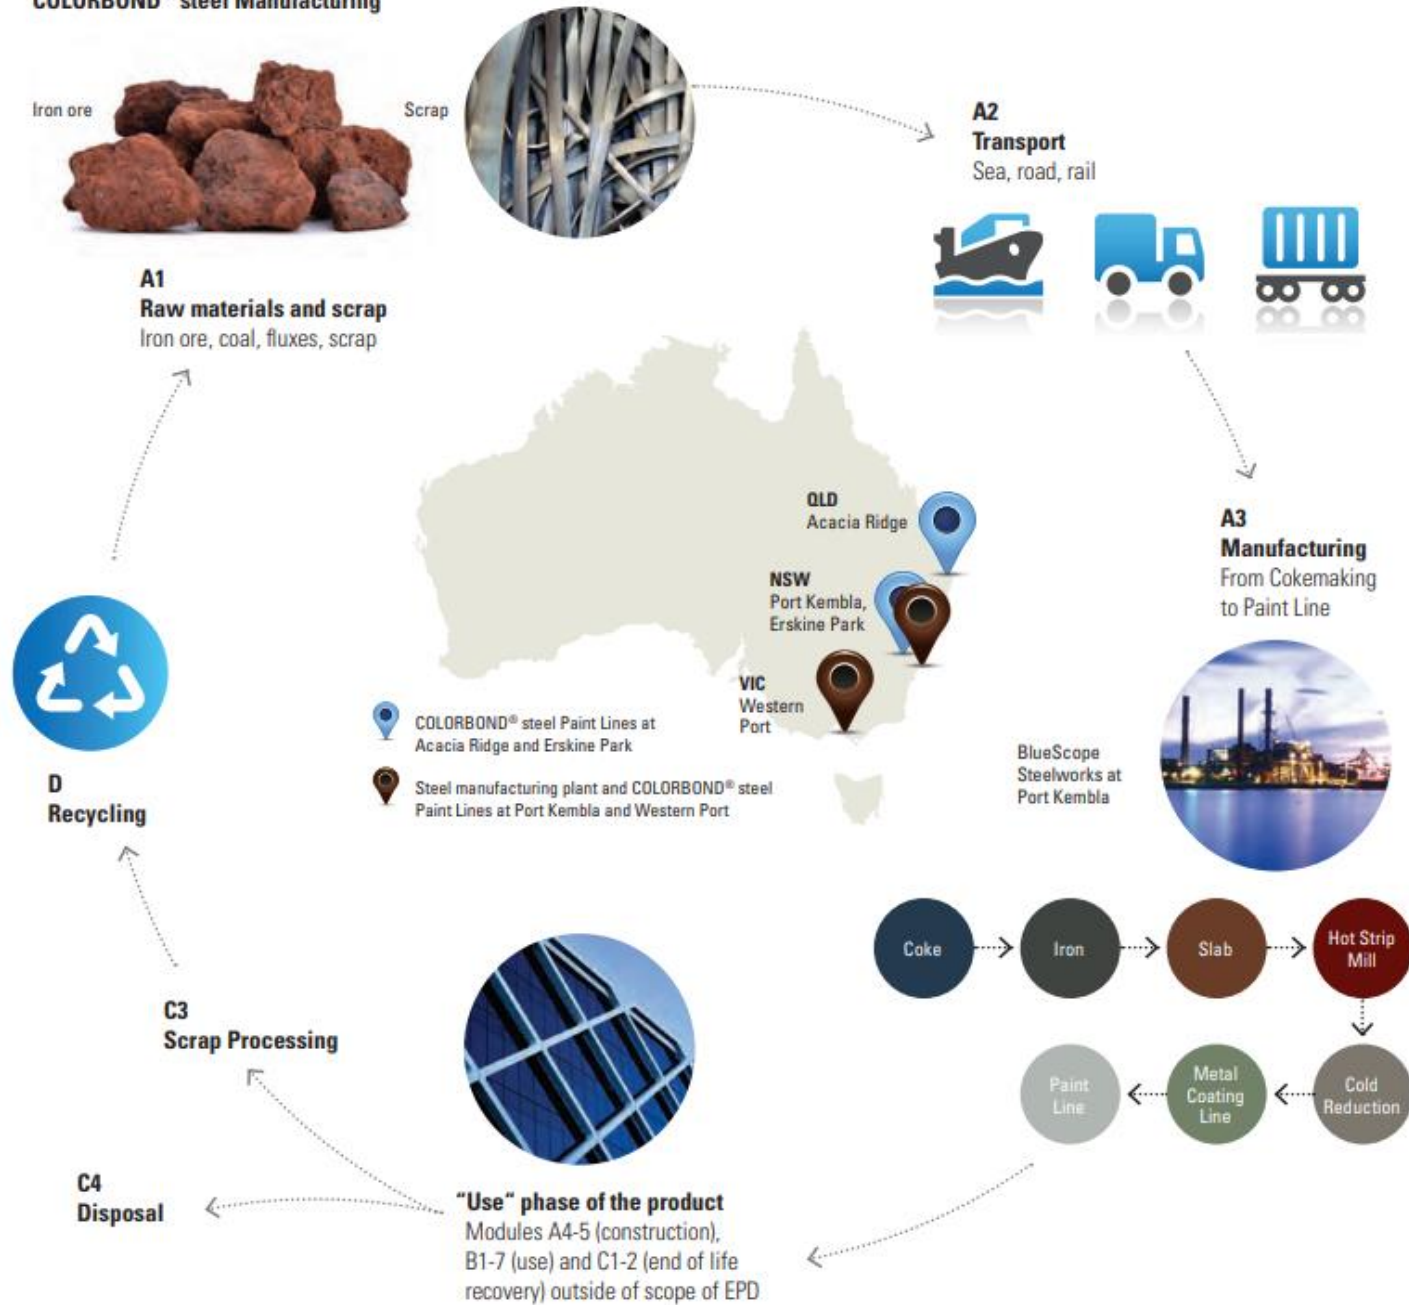 COLORBOND® steel Manufacturing
Iron ore
Scrap
A1
Raw materials and scrap
Iron ore, coal, fluxes, scrap
A2
Transport
Sea, road, rail
A3
Manufacturing
From Cokemaking
to Paint Line
BlueScope
Steelworks at
Port Kembla
QLD
Acacia Ridge
NSW
Port Kembla,
Erskine Park
VIC
Western
Port
COLORBOND® steel Paint Lines at
Acacia Ridge and Erskine Park
Steel manufacturing plant and COLORBOND® steel
Paint Lines at Port Kembla and Western Port
Coke
Iron
Slab
Hot Strip
Mill
Cold
Reduction
Metal
Coating
Line
Paint
Line
“Use“ phase of the product
Modules A4-5 (construction),
B1-7 (use) and C1-2 (end of life
recovery) outside of scope of EPD
C4
Disposal
C3
Scrap Processing
D
Recycling